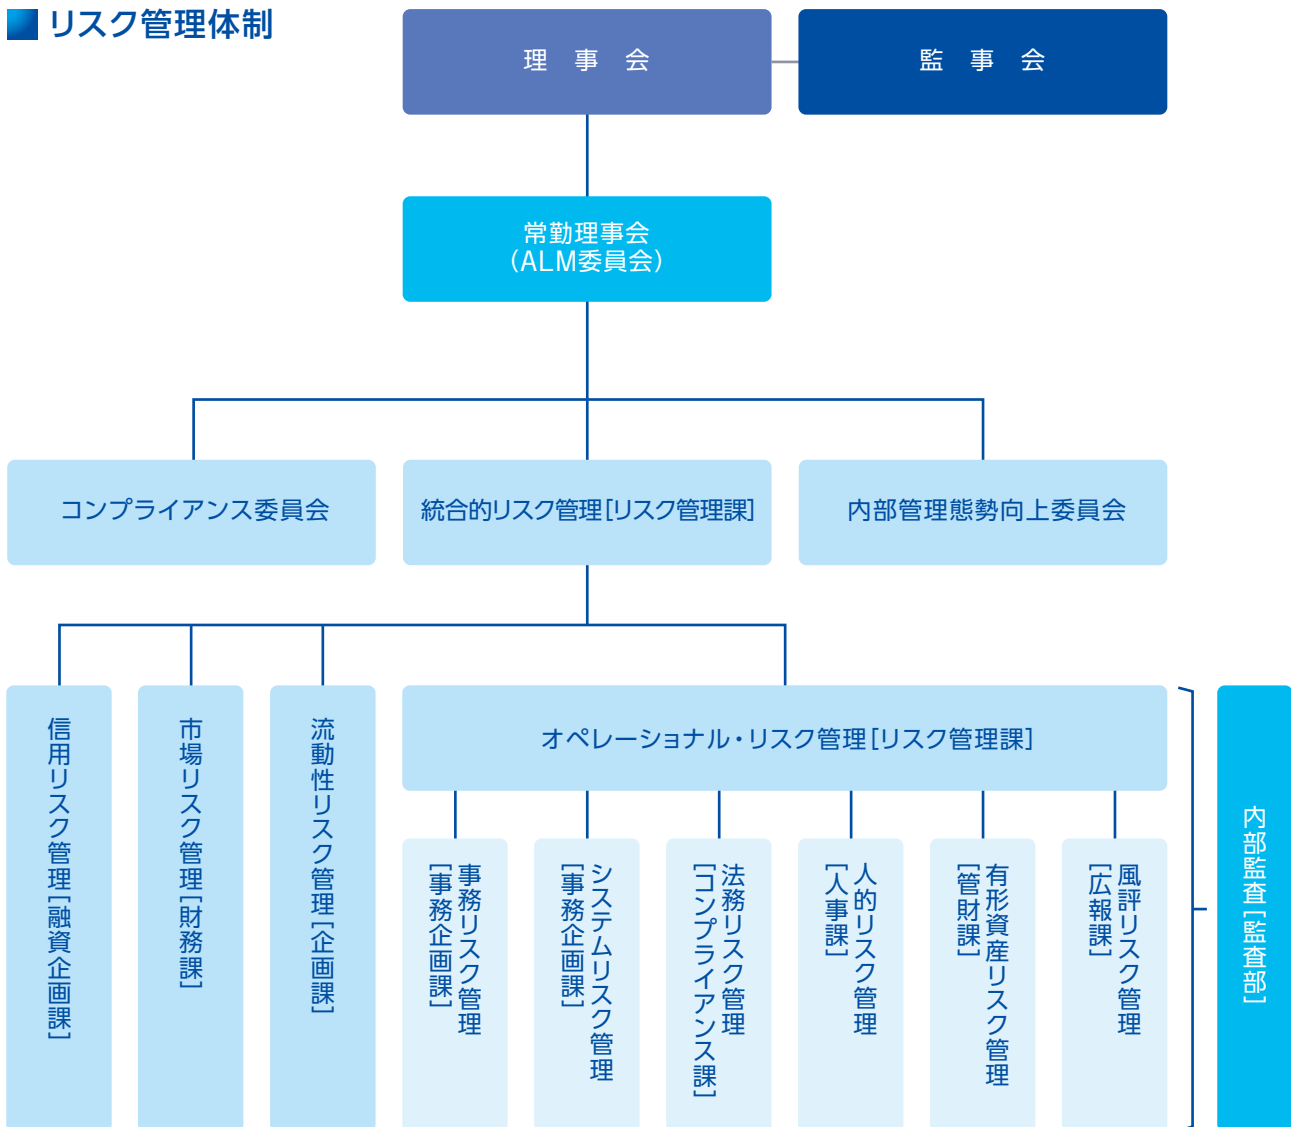 リスク管理体制
理 事 会
監 事 会
常勤理事会
（ALM委員会）
コンプライアンス委員会
統合的リスク管理[リスク管理課]
内部管理態勢向上委員会
信用リスク管理[融資企画課]
市場リスク管理[財務課]
流動性リスク管理[企画課]
オペレーショナル・リスク管理[リスク管理課]
事務リスク管理
[事務企画課]
システムリスク管理
[事務企画課]
法務リスク管理
[コンプライアンス課]
人的リスク管理
[人事課]
有形資産リスク管理
[管財課]
風評リスク管理
[広報課]
内部監査[監査部]